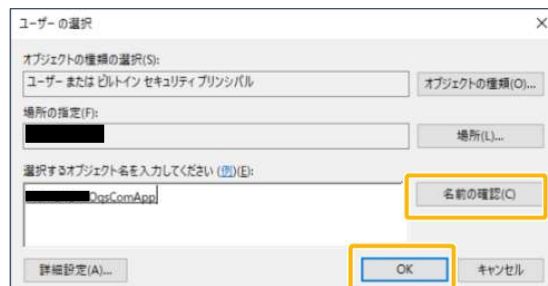 ユーザー の選択
オブジェクトの種類の選択(S):
ユーザー または ビルトイン セキュリティ プリンシパル
オブジェクトの種類(O)...
場所の指定(F):
場所(L)...
選択するオブジェクト名を入力してください (例)(E):
OqsComApp
名前の確認(C)
詳細設定(A)...
OK
キャンセル